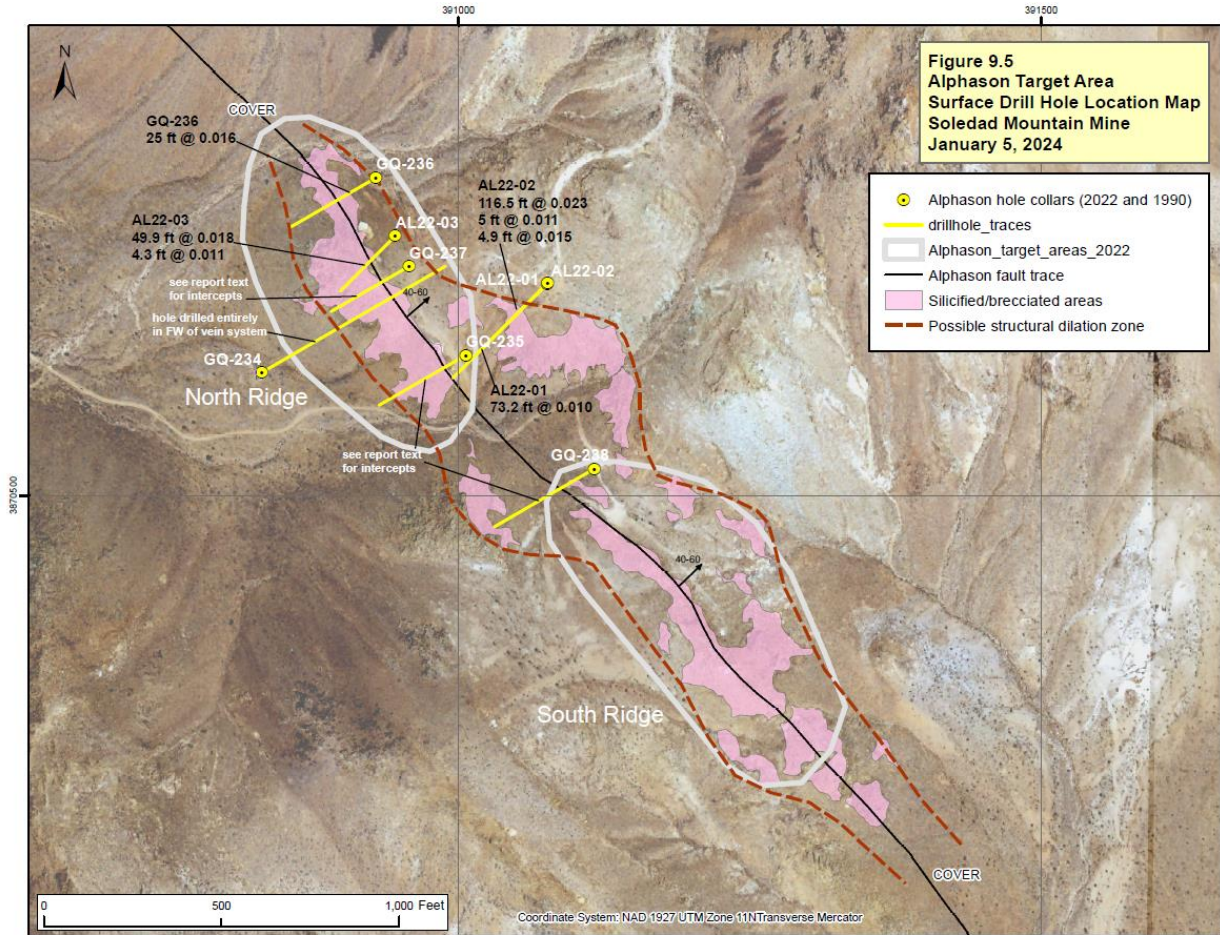 391000
391500
N
Figure 9.5
Alphason Target Area
Surface Drill Hole Location Map
Soledad Mountain Mine
January 5, 2024
COVER
GQ-236
25 ft @ 0.016
GQ-236
AL22-02
116.5 ft @ 0.023
5 ft @ 0.011
4.9 ft @ 0.015
Alphason hole collars (2022 and 1990)
drillhole_traces
Alphason_target_areas_2022
Alphason fault trace
Silicified/brecciated areas
Possible structural dilation zone
AL22-03
49.9 ft @ 0.018
4.3 ft @ 0.011
AL22-03
GQ-237
AL22-01
AL22-02
see report text
for intercepts
40-60
hole drilled entirely
in FW of vein system
GQ-234
GQ-235
North Ridge
AL22-01
73.2 ft @ 0.010
see report text
for intercepts
GQ-238
3870500
40-60
South Ridge
COVER
0
500
1,000 Feet
Coordinate System: NAD 1927 UTM Zone 11NTransverse Mercator